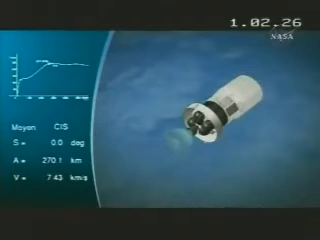 1.02.26
NASA
Moyen CIS
S = 0.0 deg
A = 270.1 km
V = 7.43 km/s